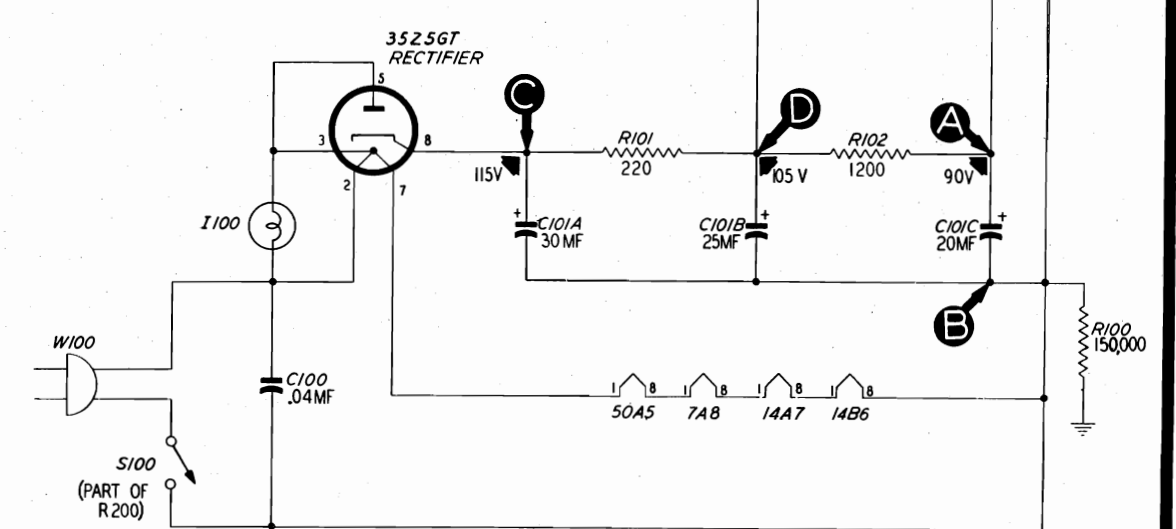 35Z5GT
RECTIFIER
5
3
8
2
7
C
D
A
115V
R101
220
105 V
R102
1200
90V
I100
+
C101A
30MF
C101B
+
25MF
C101C
+
20MF
B
R100
150,000
W100
C100
.04MF
1 8
50A5
1 8
7A8
1 8
14A7
1 8
14B6
S100
(PART OF
R200)